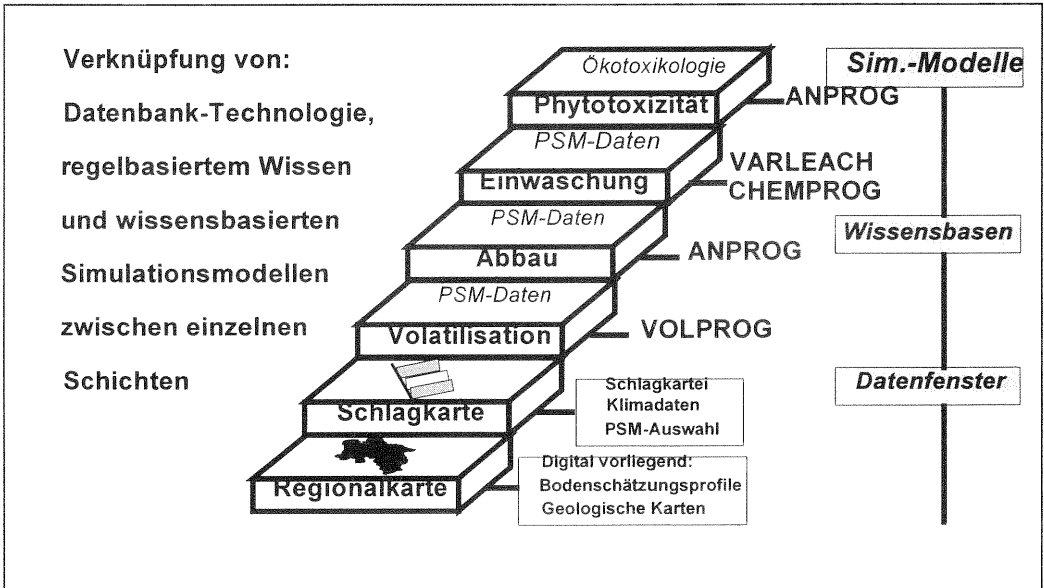 Verknüpfung von:
Datenbank-Technologie,
regelbasiertem Wissen
und wissensbasierten
Simulationsmodellen
zwischen einzelnen
Schichten
Ökotoxikologie
Phytotoxizität
ANPROG
PSM-Daten
Einwaschung
VARLEACH
CHEMPROG
PSM-Daten
Abbau
ANPROG
PSM-Daten
Volatilisation
VOLPROG
Schlagkarte
Schlagkartei
Klimadaten
PSM-Auswahl
Regionalkarte
Digital vorliegend:
Bodenschätzungsprofile
Geologische Karten
Sim.-Modelle
Wissensbasen
Datenfenster